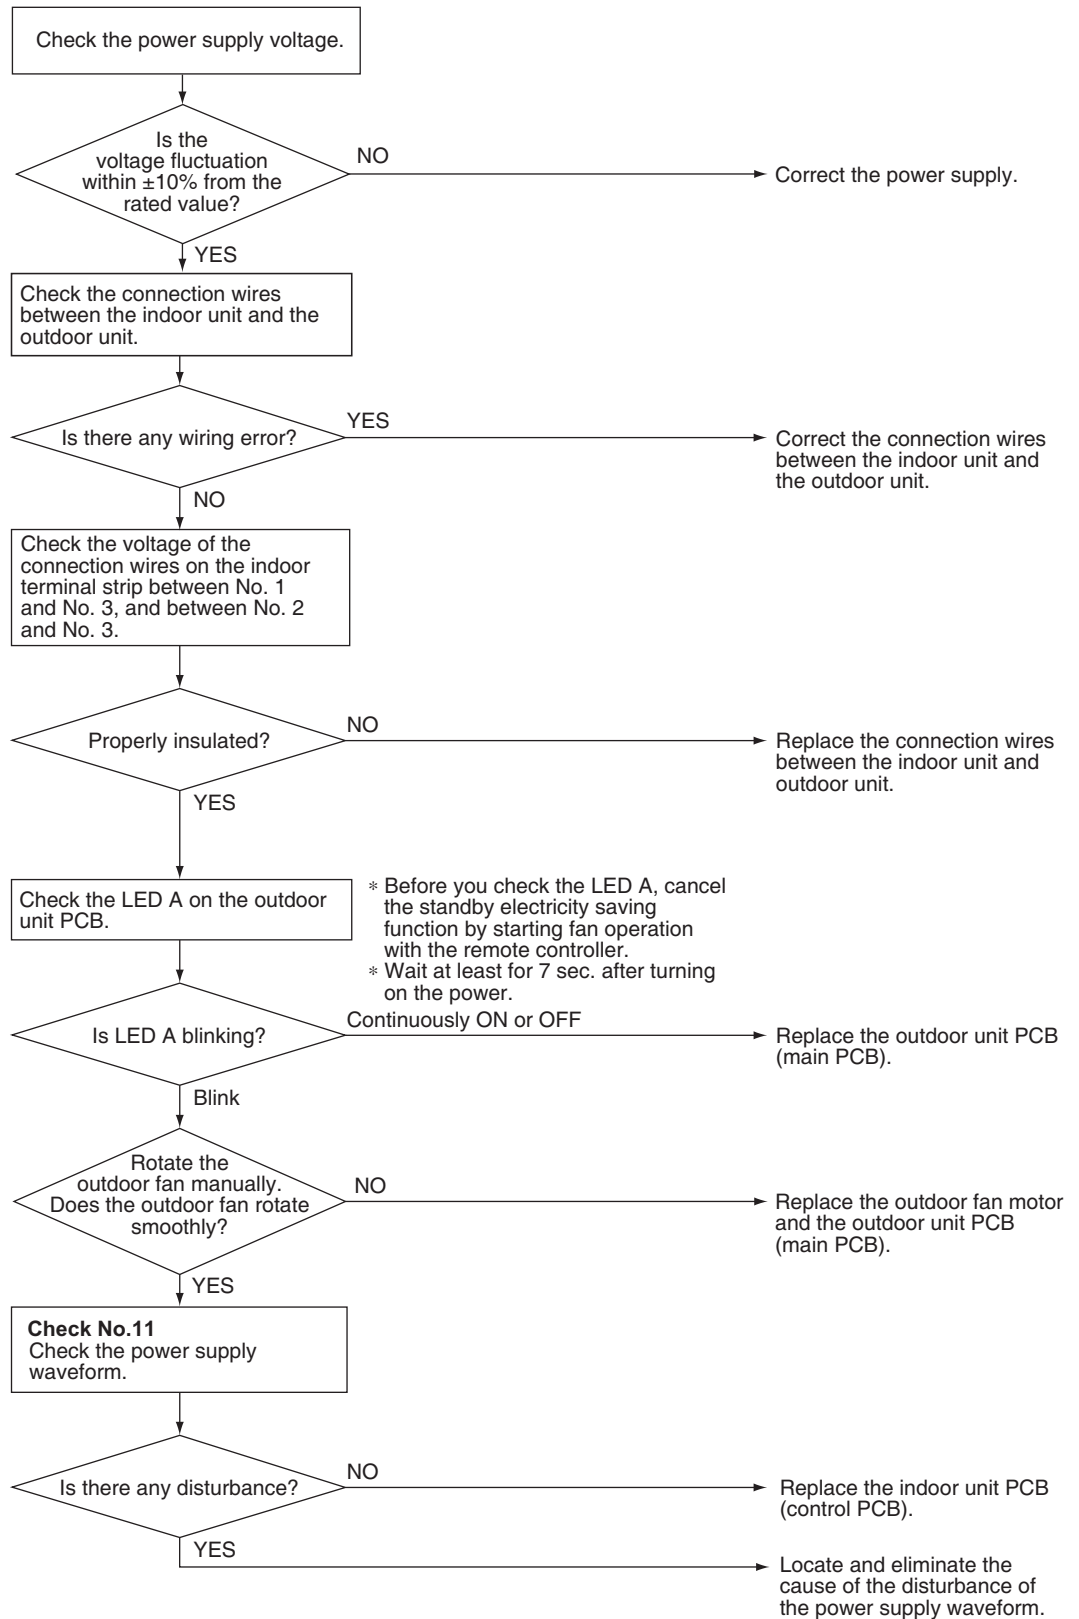 Check the power supply voltage.
Is the
voltage fluctuation
within ±10% from the
rated value?
NO
Correct the power supply.
YES
Check the connection wires
between the indoor unit and the
outdoor unit.
Is there any wiring error?
YES
Correct the connection wires
between the indoor unit and
the outdoor unit.
NO
Check the voltage of the
connection wires on the indoor
terminal strip between No. 1
and No. 3, and between No. 2
and No. 3.
Properly insulated?
NO
Replace the connection wires
between the indoor unit and
outdoor unit.
YES
Check the LED A on the outdoor
unit PCB.
∗ Before you check the LED A, cancel
the standby electricity saving
function by starting fan operation
with the remote controller.
∗ Wait at least for 7 sec. after turning
on the power.
Is LED A blinking?
Continuously ON or OFF
Replace the outdoor unit PCB
(main PCB).
Blink
Rotate the
outdoor fan manually.
Does the outdoor fan rotate
smoothly?
NO
Replace the outdoor fan motor
and the outdoor unit PCB
(main PCB).
YES
Check No.11
Check the power supply
waveform.
Is there any disturbance?
NO
Replace the indoor unit PCB
(control PCB).
YES
Locate and eliminate the
cause of the disturbance of
the power supply waveform.